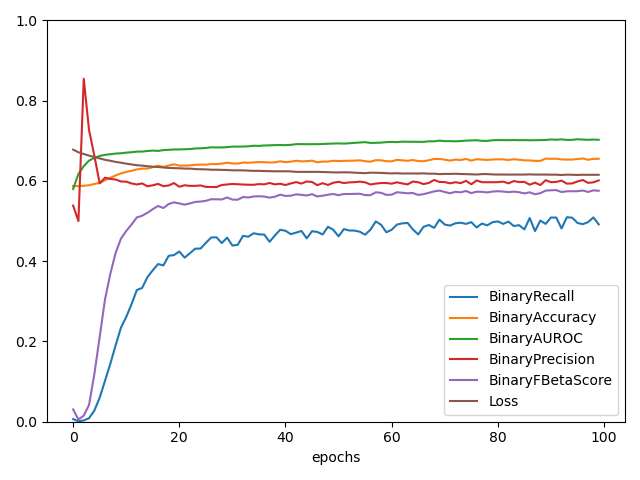 1.0
0.8
0.6
0.4
0.2
0.0
0 20 40 60 80 100
epochs
BinaryRecall
BinaryAccuracy
BinaryAUROC
BinaryPrecision
BinaryFBetaScore
Loss